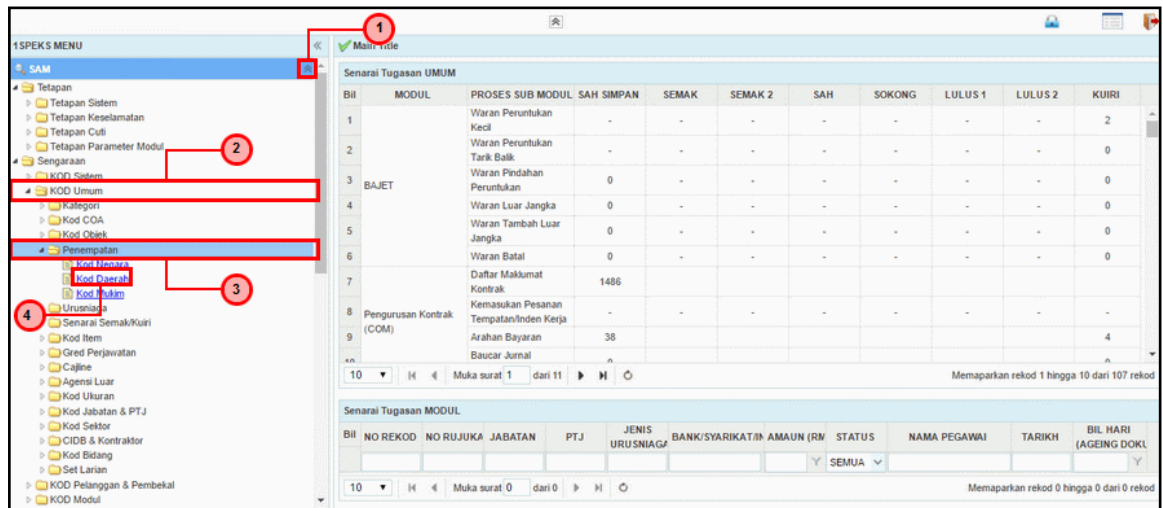 1
1SPEKS MENU
SAM
Tetapan
Tetapan Sistem
Tetapan Keselamatan
Tetapan Cuti
Tetapan Parameter Modul
2
Sengaraan
KOD Sistem
KOD Umum
Kategori
Kod COA
Kod Objek
Penempatan
Kod Negara
Kod Daerah
3
Kod Mukim
4
Urusniaga
Senarai Semak/Kuiri
Kod Item
Gred Perjawatan
Cajline
Agensi Luar
Kod Ukuran
Kod Jabatan & PTJ
Kod Sektor
CIDB & Kontraktor
Kod Bidang
Set Larian
KOD Pelanggan & Pembekal
KOD Modul
Main Title
Senarai Tugasan UMUM
Bil MODUL PROSES SUB MODUL SAH SIMPAN SEMAK SEMAK 2 SAH SOKONG LULUS 1 LULUS 2 KUIRI
1 Waran Peruntukan Kecil - - - - - - - 2
2 Waran Peruntukan Tarik Balik - - - - - - - 0
3 BAJET Waran Pindahan Peruntukan 0 - - - - - - 0
4 Waran Luar Jangka 0 - - - - - - 0
5 Waran Tambah Luar Jangka 0 - - - - - - 0
6 Waran Batal 0 - - - - - - 0
7 Daftar Maklumat Kontrak 1486
8 Pengurusan Kontrak (COM) Kemasukan Pesanan Tempatan/Inden Kerja - - - - - - - -
9 Arahan Bayaran 38 4
10 Baucar Jurnal 0 0
10 Muka surat 1 dari 11 Memaparkan rekod 1 hingga 10 dari 107 rekod
Senarai Tugasan MODUL
Bil NO REKOD NO RUJUKA JABATAN PTJ JENIS URUSNIAGA BANK/SYARIKAT/IN AMAUN (RM STATUS NAMA PEGAWAI TARIKH BIL HARI (AGEING DOKU
SEMUA
10 Muka surat 0 dari 0 Memaparkan rekod 0 hingga 0 dari 0 rekod